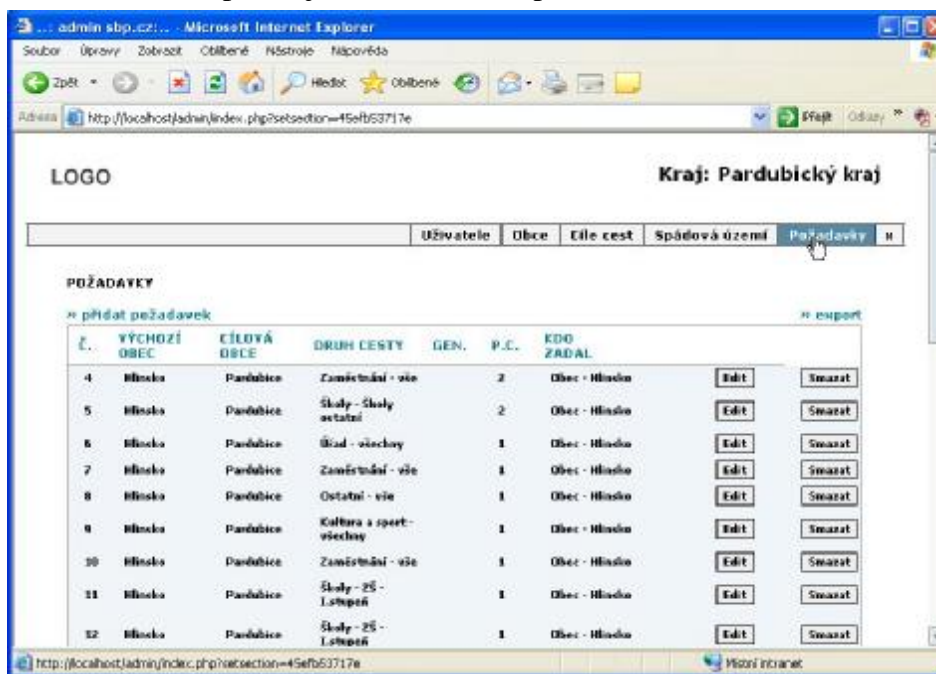 ..: admin sbp.cz:.. - Microsoft Internet Explorer
Soubor Úpravy Zobrazit Oblíbené Nástroje Nápověda
Zpět Hledat Oblíbené
Adresa http://localhost/admin/index.php?setsection=45efb53717e Přejít Odkazy »
LOGO Kraj: Pardubický kraj
Uživatele Obce Cíle cest Spádová území Požadavky »
POŽADAVKY
» přidat požadavek » export
Č. VÝCHOZÍ OBEC CÍLOVÁ OBCE DRUH CESTY GEN. P.C. KDO ZADAL
4 Hlinsko Pardubice Zaměstnání - vše 2 Obec - Hlinsko Edit Smazat
5 Hlinsko Pardubice Školy - Školy ostatní 2 Obec - Hlinsko Edit Smazat
6 Hlinsko Pardubice Úřad - všechny 1 Obec - Hlinsko Edit Smazat
7 Hlinsko Pardubice Zaměstnání - vše 1 Obec - Hlinsko Edit Smazat
8 Hlinsko Pardubice Ostatní - vše 1 Obec - Hlinsko Edit Smazat
9 Hlinsko Pardubice Kultura a sport - všechny 1 Obec - Hlinsko Edit Smazat
10 Hlinsko Pardubice Zaměstnání - vše 1 Obec - Hlinsko Edit Smazat
11 Hlinsko Pardubice Školy - ZŠ - I.stupeň 1 Obec - Hlinsko Edit Smazat
12 Hlinsko Pardubice Školy - ZŠ - I.stupeň 1 Obec - Hlinsko Edit Smazat
http://localhost/admin/index.php?setsection=45efb53717e Místní intranet